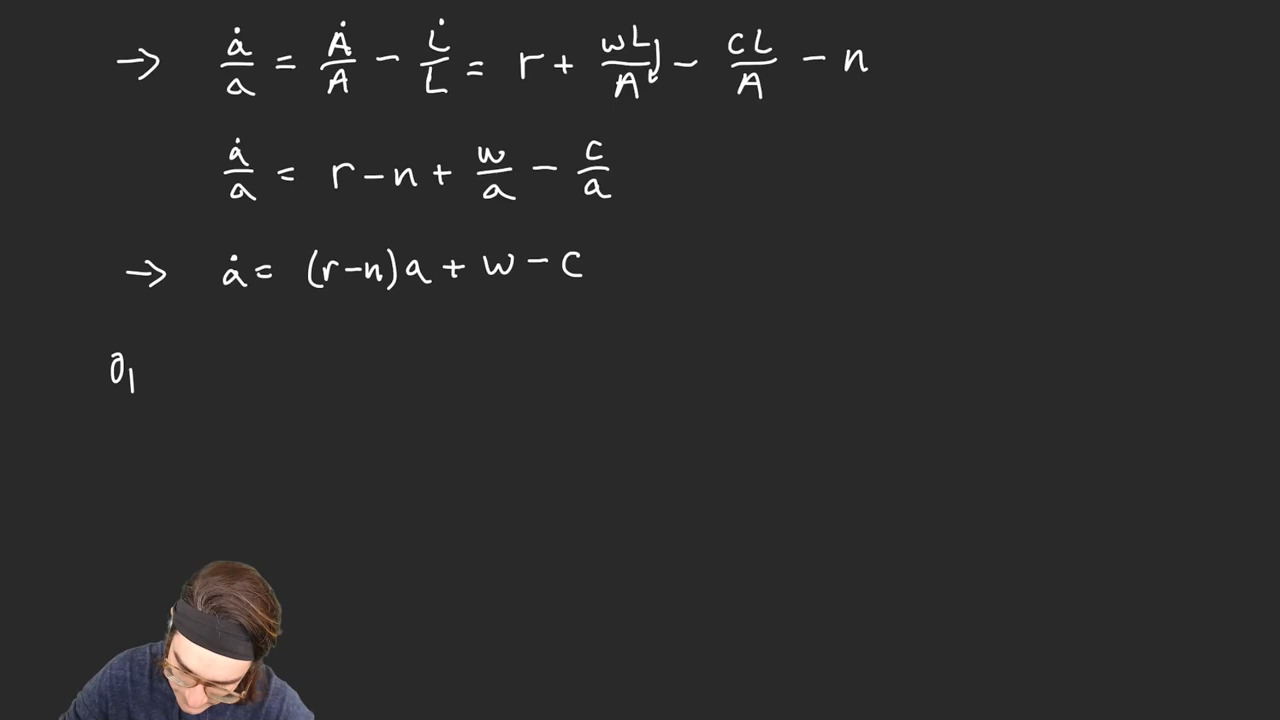 → ȧ/a = Ȧ/A - L̇/L = r + wL/A - cL/A - n
ȧ/a = r - n + w/a - c/a
→ ȧ = (r-n)a + w - c